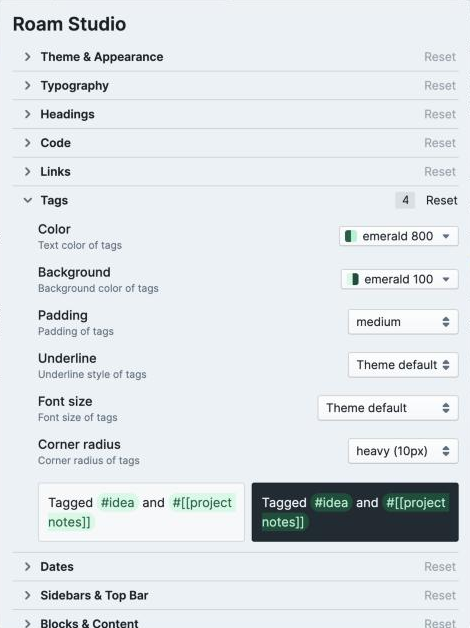 Roam Studio
Theme & Appearance Reset
Typography Reset
Headings Reset
Code Reset
Links Reset
Tags 4 Reset
Color emerald 800
Text color of tags
Background emerald 100
Background color of tags
Padding medium
Padding of tags
Underline Theme default
Underline style of tags
Font size Theme default
Font size of tags
Corner radius heavy (10px)
Corner radius of tags
Tagged #idea and #[[project
notes]]
Tagged #idea and #[[project
notes]]
Dates Reset
Sidebars & Top Bar Reset
Blocks & Content Reset